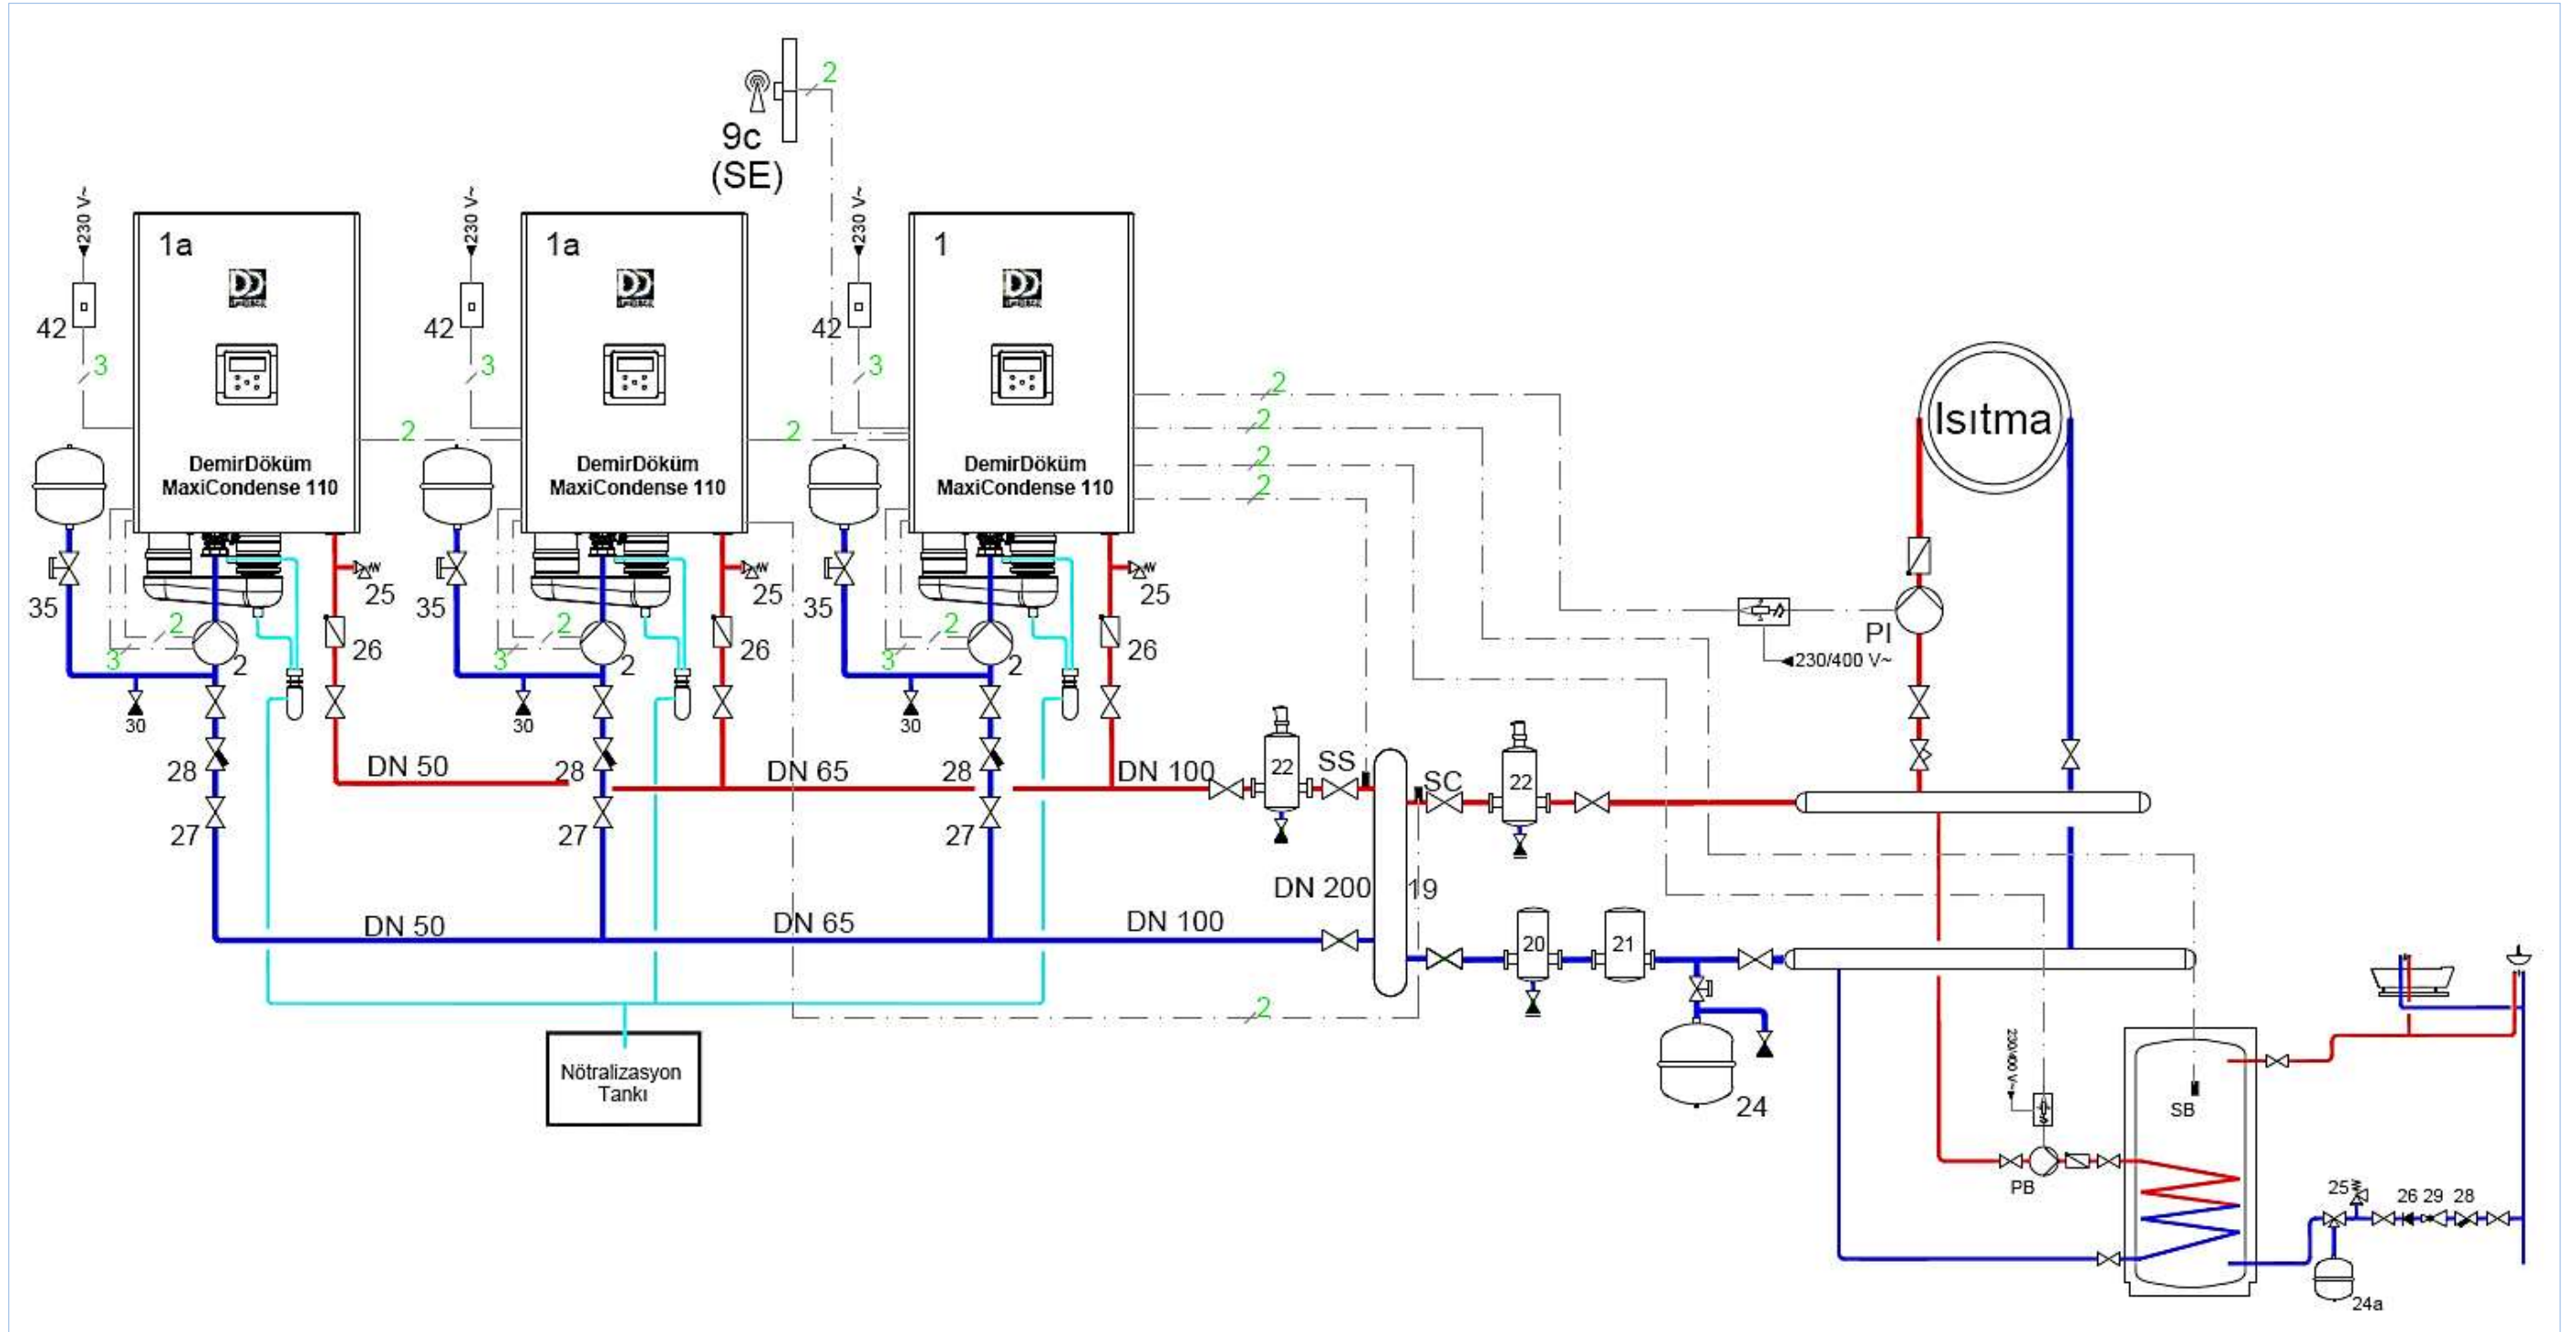 2
9c
(SE)
230 V~
230 V~
230 V~
1a
1a
1
42
42
42
3
3
3
2
2
2
2
2
2
DemirDöküm
MaxiCondense 110
DemirDöküm
MaxiCondense 110
DemirDöküm
MaxiCondense 110
Isıtma
35
25
35
25
35
25
2
3
2
26
2
3
2
26
2
3
2
26
PI
230/400 V~
30
30
30
28
DN 50
28
DN 65
28
DN 100
22
SS
SC
22
27
27
27
DN 200
19
DN 50
DN 65
DN 100
20
21
2
Nötralizasyon
Tankı
24
230/400 V~
SB
PB
25
26
29
28
24a